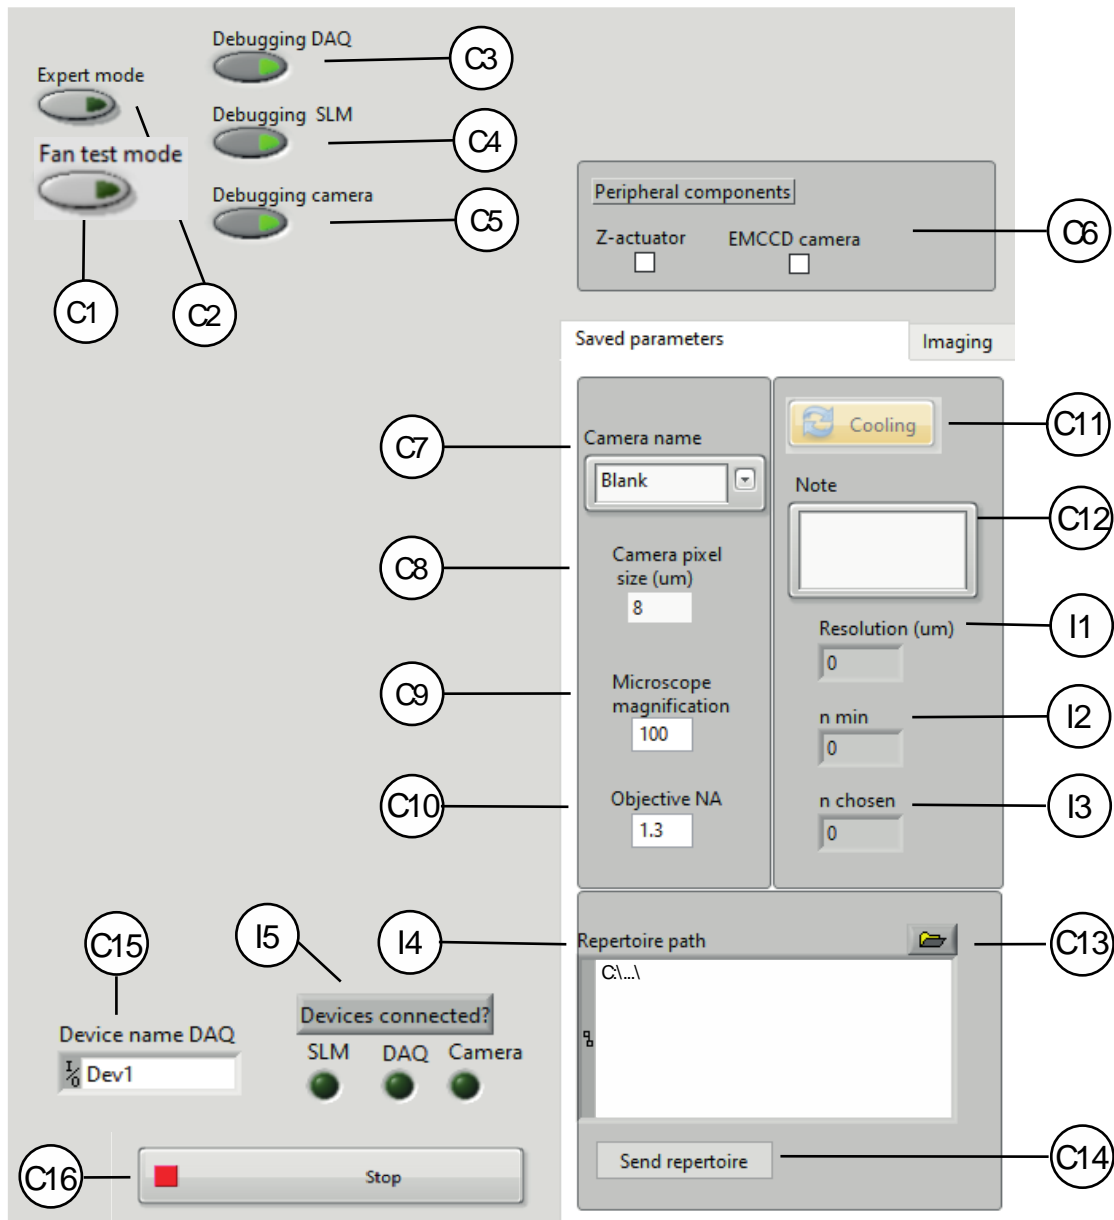 Debugging DAQ
C3
Expert mode
Debugging SLM
C4
Fan test mode
Debugging camera
C5
C1
C2
Peripheral components
Z-actuator
EMCCD camera
C6
Saved parameters
Imaging
C7
Camera name
Blank
Cooling
C11
Note
C12
C8
Camera pixel
size (um)
8
Resolution (um)
0
I1
C9
Microscope
magnification
100
n min
0
I2
C10
Objective NA
1.3
n chosen
0
I3
C15
I5
I4
Repertoire path
C13
C:\...\
Device name DAQ
Dev1
Devices connected?
SLM
DAQ
Camera
C16
Stop
Send repertoire
C14